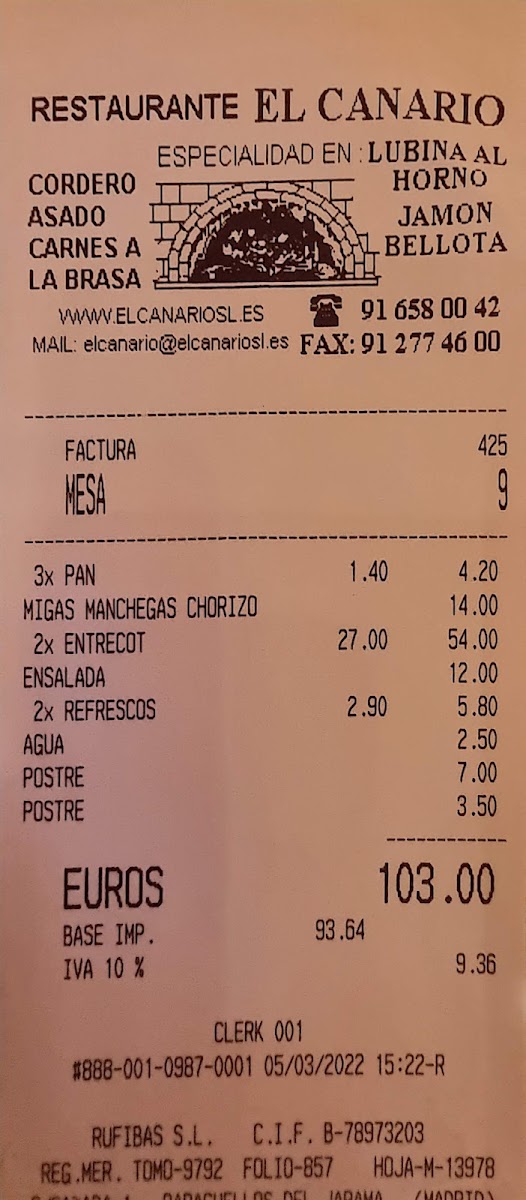 RESTAURANTE EL CANARIO
ESPECIALIDAD EN : LUBINA AL
HORNO
CORDERO
ASADO
CARNES A
LA BRASA
JAMON
BELLOTA
WWW.ELCANARIOSL.ES
☎ 91 658 00 42
MAIL: elcanario@elcanariosl.es FAX: 91 277 46 00
FACTURA 425
MESA 9
3x PAN 1.40 4.20
MIGAS MANCHEGAS CHORIZO 14.00
2x ENTRECOT 27.00 54.00
ENSALADA 12.00
2x REFRESCOS 2.90 5.80
AGUA 2.50
POSTRE 7.00
POSTRE 3.50
EUROS 103.00
BASE IMP. 93.64
IVA 10 % 9.36
CLERK 001
#888-001-0987-0001 05/03/2022 15:22-R
RUFIBAS S.L. C.I.F. B-78973203
REG.MER. TOMO-9792 FOLIO-857 HOJA-M-13978
PARACUELLOS DEL JARAMA (MADRID)